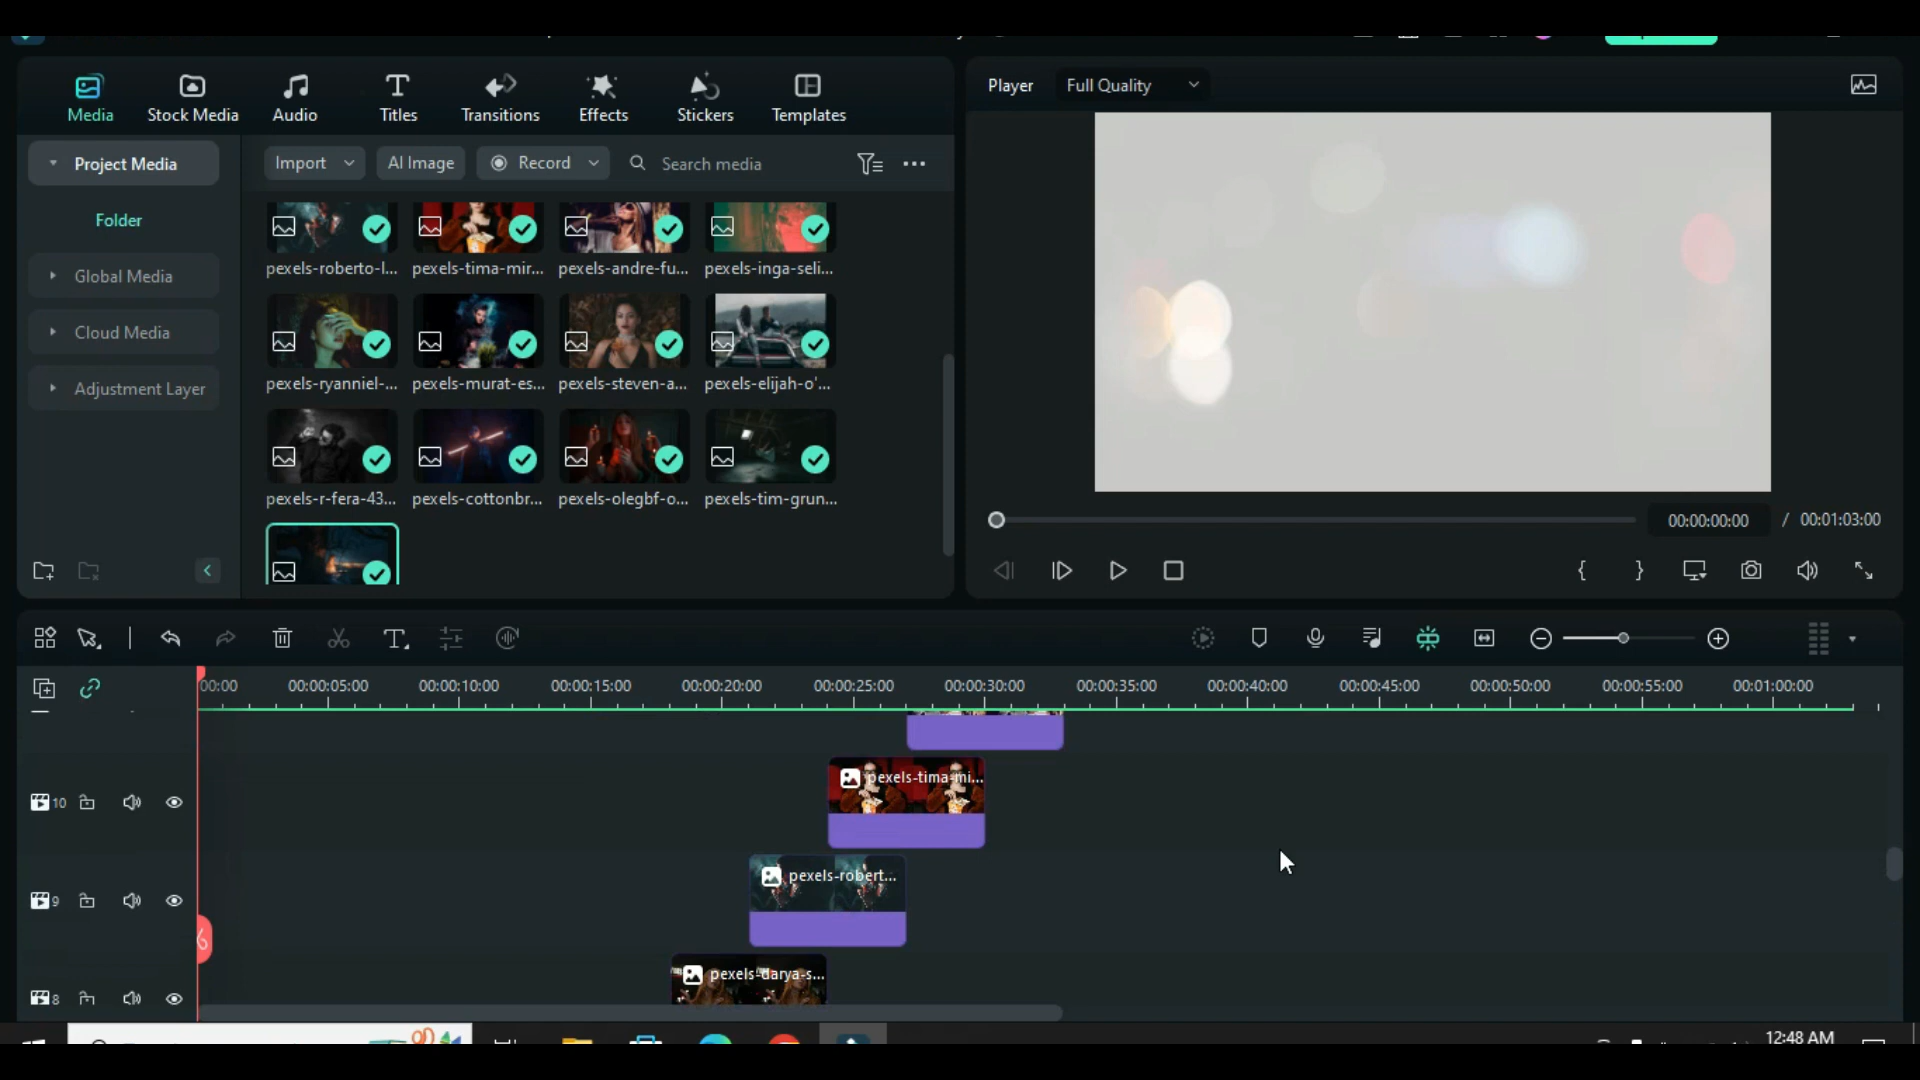 Media
Stock Media
Audio
Titles
Transitions
Effects
Stickers
Templates
Player
Full Quality
Project Media
Import
AI Image
Record
Search media
Folder
Global Media
Cloud Media
Adjustment Layer
pexels-roberto-l...
pexels-tima-mir...
pexels-andre-fu...
pexels-inga-seli...
pexels-ryanniel-...
pexels-murat-es...
pexels-steven-a...
pexels-elijah-o'...
pexels-r-fera-43...
pexels-cottonbr...
pexels-olegbf-o...
pexels-tim-grun...
00:00:00:00 / 00:01:03:00
00:00 00:00:05:00 00:00:10:00 00:00:15:00 00:00:20:00 00:00:25:00 00:00:30:00 00:00:35:00 00:00:40:00 00:00:45:00 00:00:50:00 00:00:55:00 00:01:00:00
10
pexels-tima-mi...
9
pexels-robert...
8
pexels-darya-s...
12:48 AM